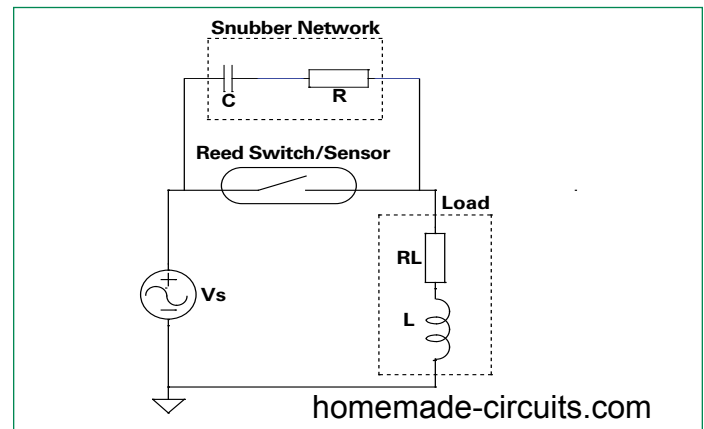 Snubber Network
C
R
Reed Switch/Sensor
Load
RL
+
Vs
L
homemade-circuits.com